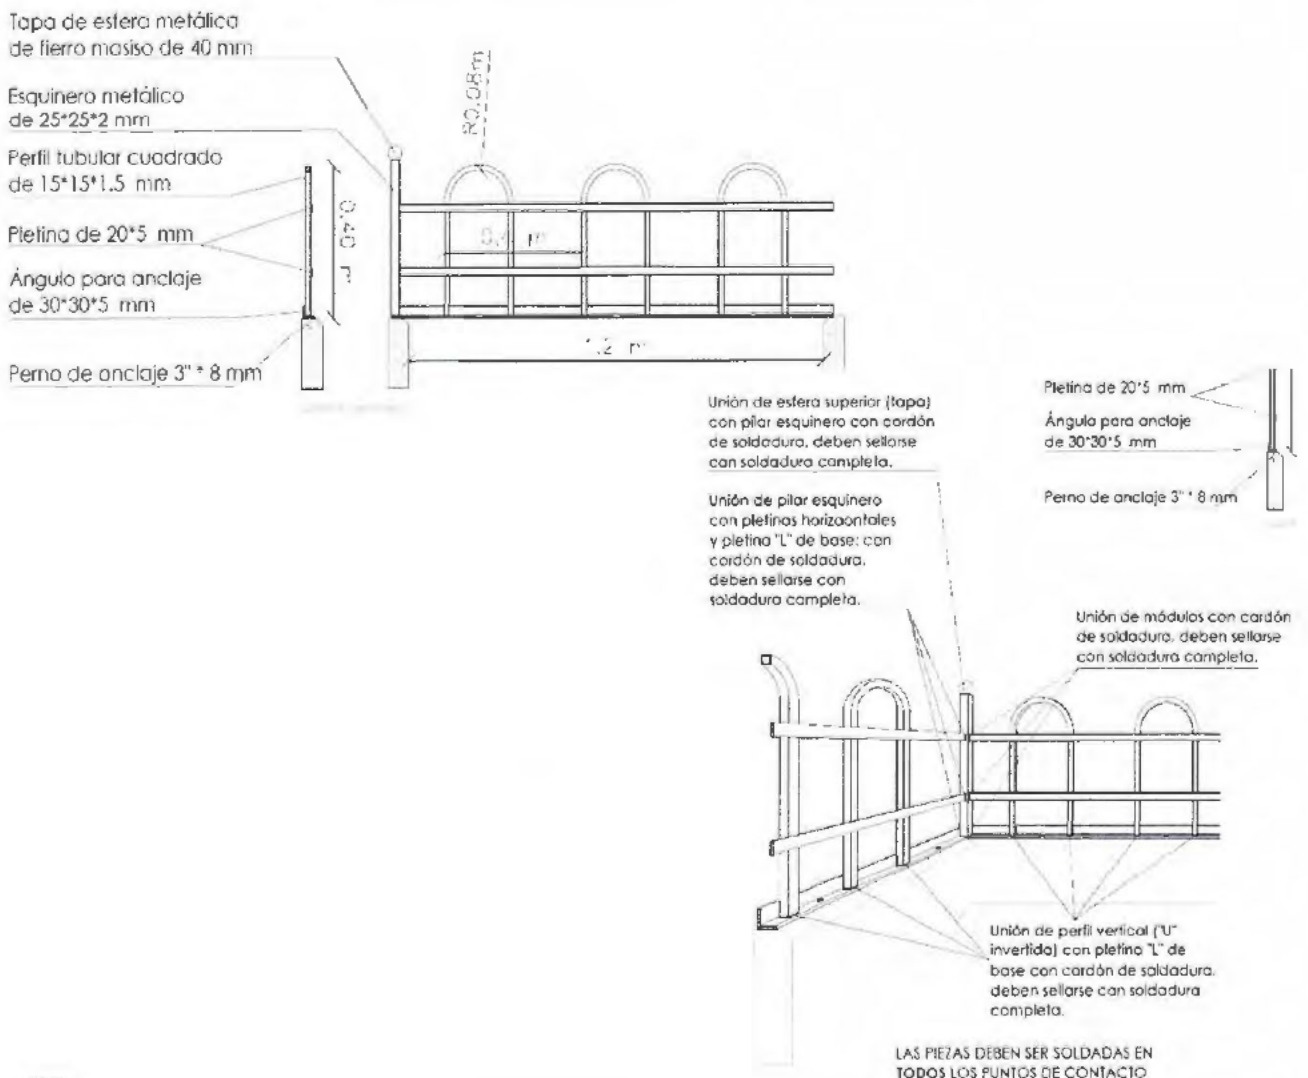 Tapa de esfera metálica
de fierro masiso de 40 mm
Esquinero metálico
de 25*25*2 mm
Perfil tubular cuadrado
de 15*15*1.5 mm
Pletina de 20*5 mm
Ángulo para anclaje
de 30*30*5 mm
Perno de anclaje 3" * 8 mm
R0,08m
0,40 m
Pletina de 20*5 mm
Ángulo para anclaje
de 30*30*5 mm
Perno de anclaje 3" * 8 mm
Unión de esfera superior (tapa)
con pilar esquinero con cordón
de soldadura, deben sellarse
con soldadura completa.
Unión de pilar esquinero
con pletinas horizaontales
y pletina "L" de base: con
cordón de soldadura,
deben sellarse con
soldadura completa.
Unión de módulos con cordón
de soldadura, deben sellarse
con soldadura completa.
Unión de perfil vertical ("U"
invertida) con pletina "L" de
base con cordón de soldadura,
deben sellarse con soldadura
completa.
LAS PIEZAS DEBEN SER SOLDADAS EN
TODOS LOS PUNTOS DE CONTACTO